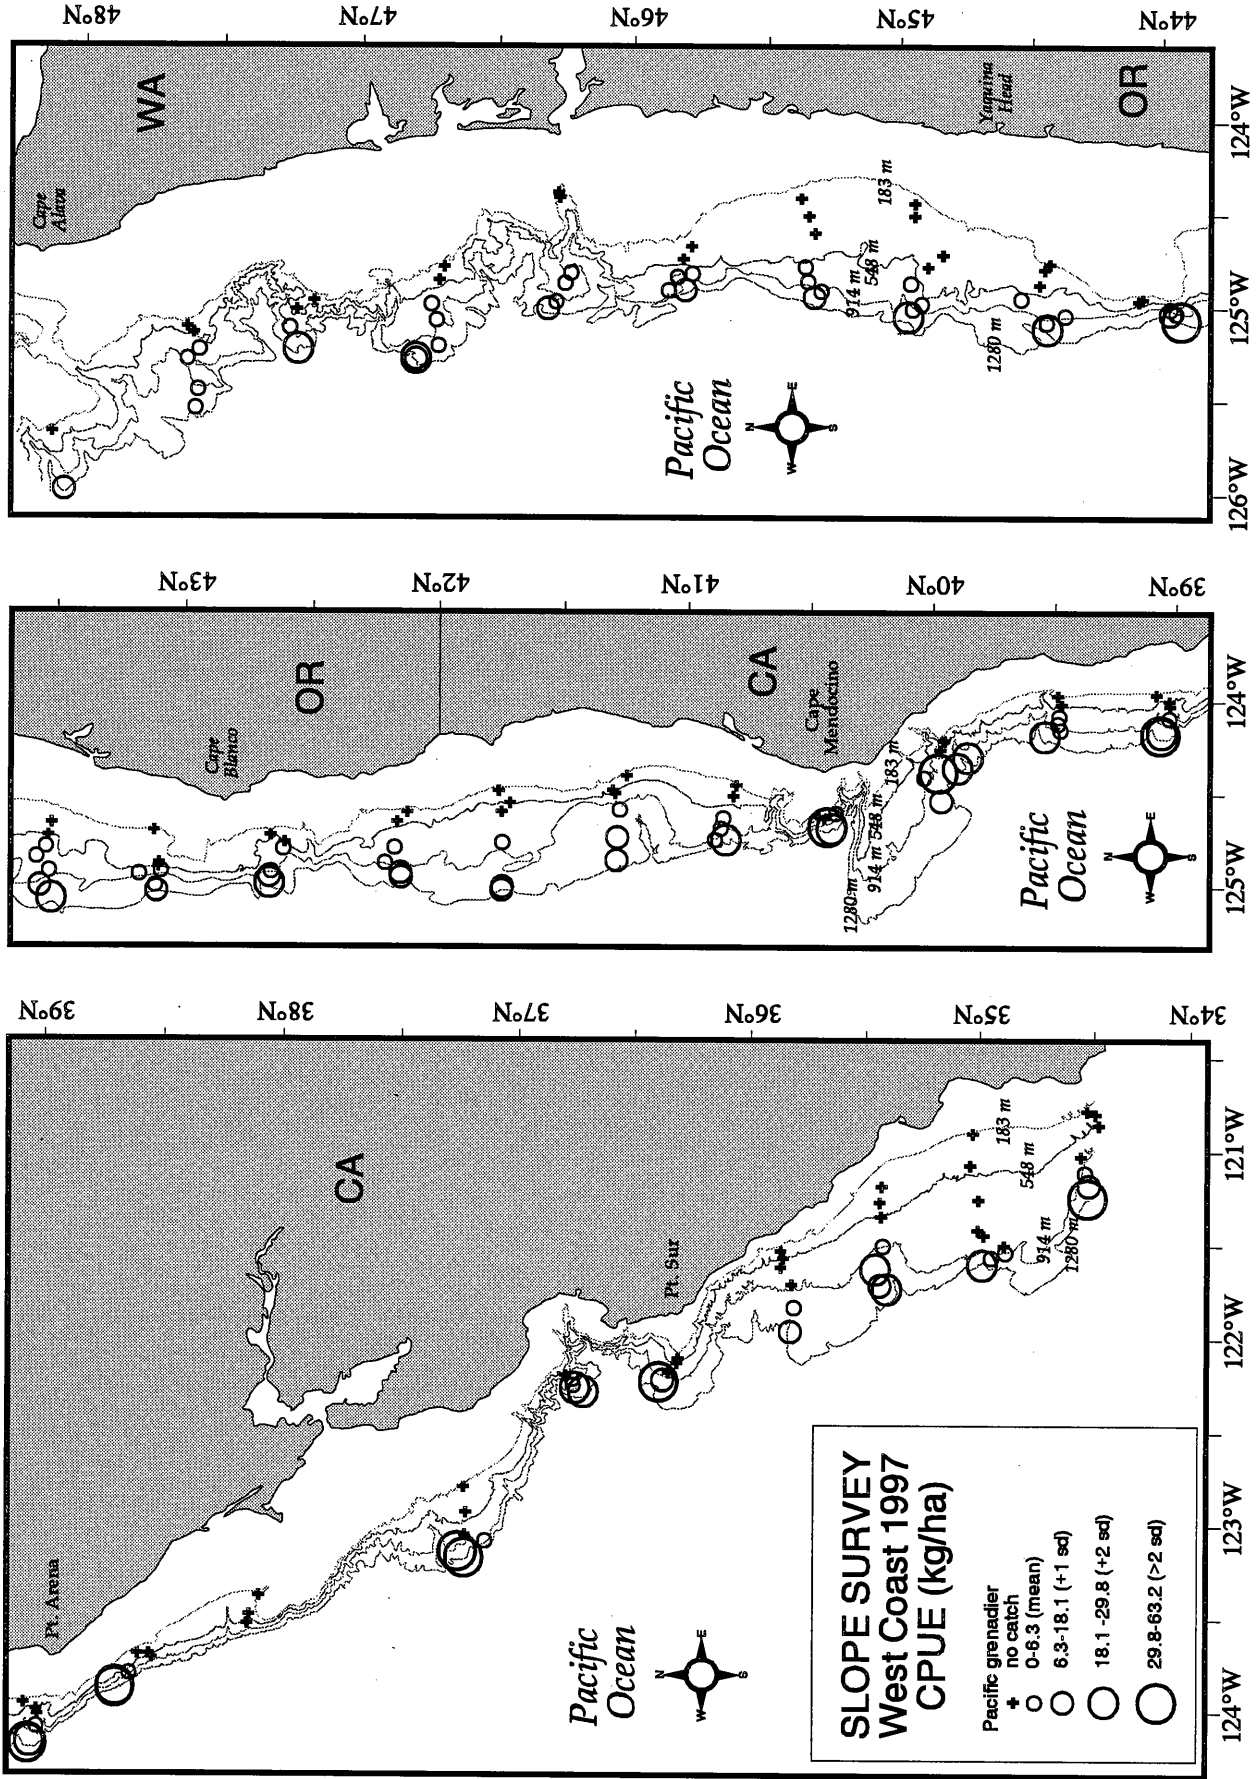 48°N
47°N
46°N
45°N
44°N
WA
Cape
Alava
OR
Yaquina
Head
183 m
548 m
914 m
1280 m
Pacific
Ocean
N
E
S
W
124°W
125°W
126°W
43°N
42°N
41°N
40°N
39°N
OR
Cape
Blanco
CA
Cape
Mendocino
183 m
548 m
914 m
1280 m
Pacific
Ocean
N
E
S
W
124°W
125°W
39°N
38°N
37°N
36°N
35°N
34°N
Pt. Arena
CA
Pt. Sur
183 m
548 m
914 m
1280 m
Pacific
Ocean
N
E
S
W
121°W
122°W
123°W
124°W
SLOPE SURVEY
West Coast 1997
CPUE (kg/ha)
Pacific grenadier
no catch
0-6.3 (mean)
6.3-18.1 (+1 sd)
18.1-29.8 (+2 sd)
29.8-63.2 (>2 sd)